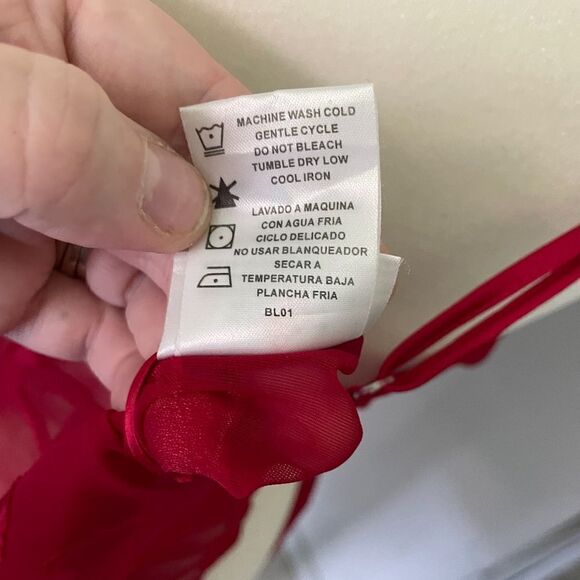 MACHINE WASH COLD
GENTLE CYCLE
DO NOT BLEACH
TUMBLE DRY LOW
COOL IRON
LAVADO A MAQUINA
CON AGUA FRIA
CICLO DELICADO
NO USAR BLANQUEADOR
SECAR A
TEMPERATURA BAJA
PLANCHA FRIA
BL01